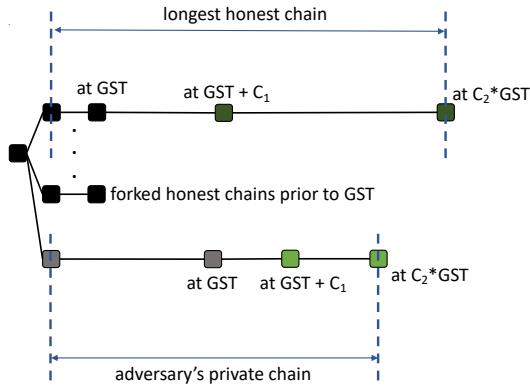 longest honest chain
at GST
at GST + C₁
at C₂*GST
forked honest chains prior to GST
at GST
at GST + C₁
at C₂*GST
adversary's private chain